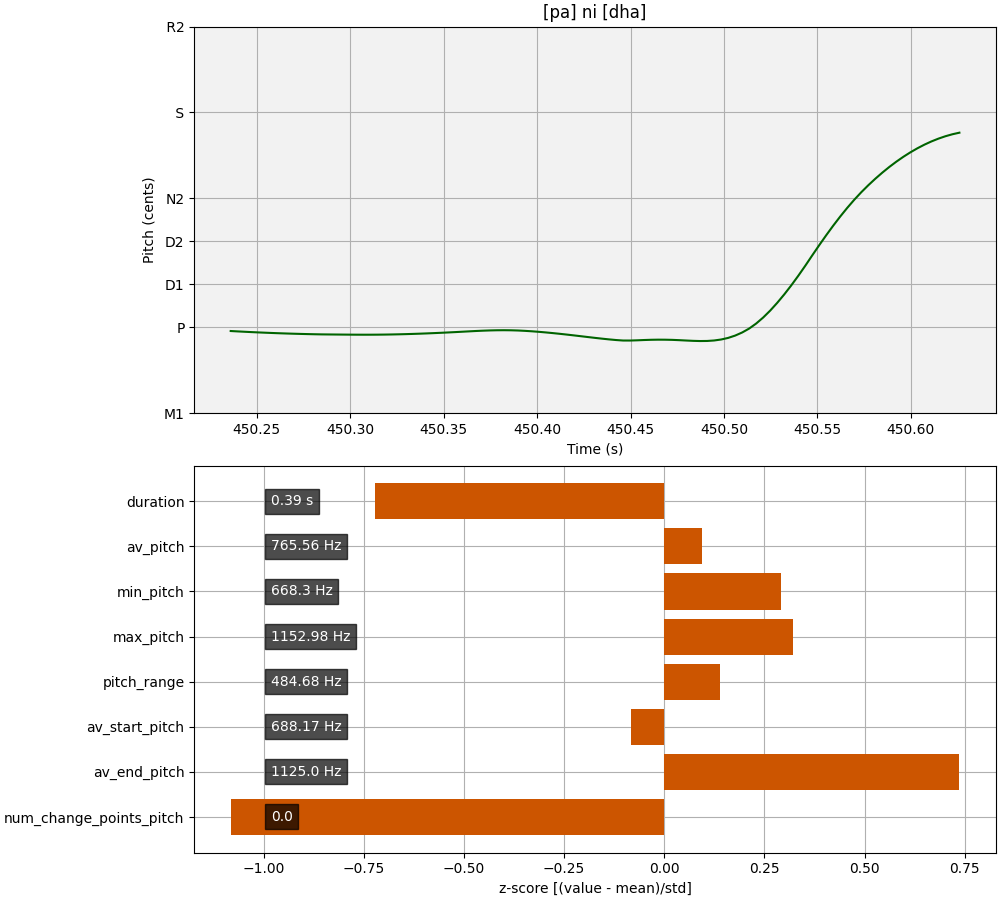 [pa] ni [dha]
R2
S
N2
D2
D1
P
M1
Pitch (cents)
450.25 450.30 450.35 450.40 450.45 450.50 450.55 450.60
Time (s)
duration 0.39 s
av_pitch 765.56 Hz
min_pitch 668.3 Hz
max_pitch 1152.98 Hz
pitch_range 484.68 Hz
av_start_pitch 688.17 Hz
av_end_pitch 1125.0 Hz
num_change_points_pitch 0.0
−1.00 −0.75 −0.50 −0.25 0.00 0.25 0.50 0.75
z-score [(value - mean)/std]